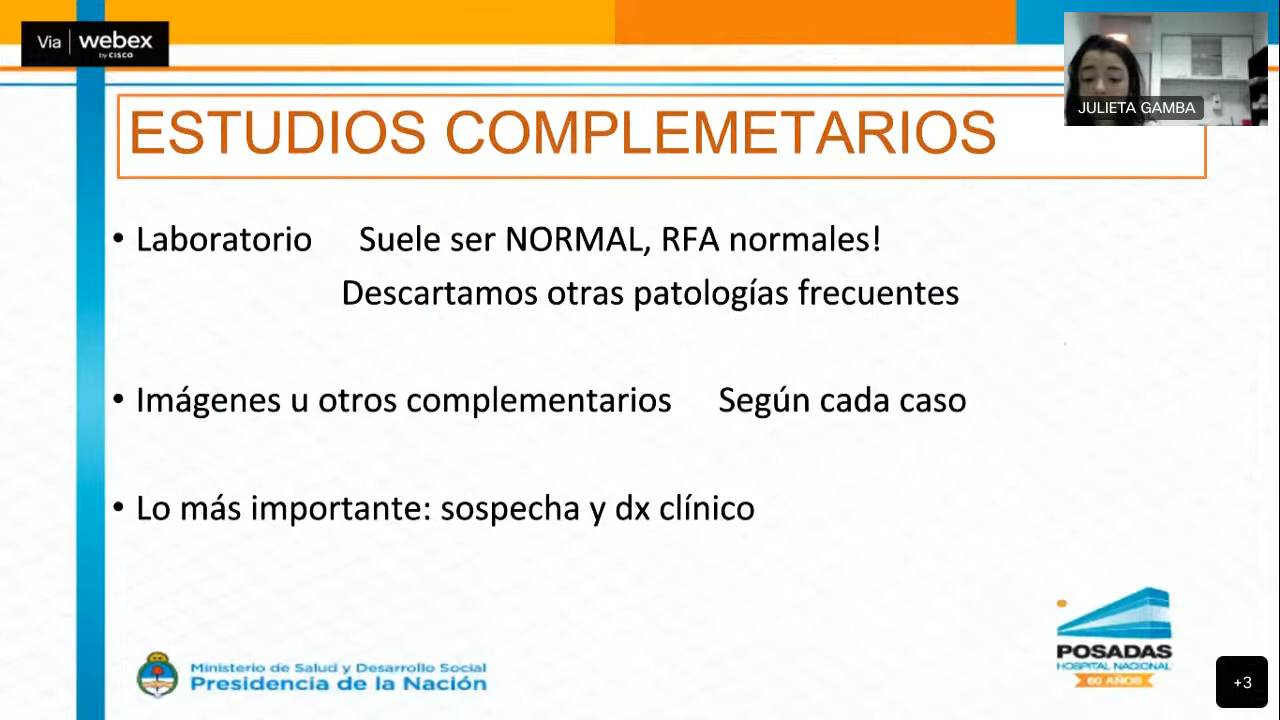 Via webex
by CISCO
JULIETA GAMBA
ESTUDIOS COMPLEMETARIOS
• Laboratorio Suele ser NORMAL, RFA normales!
Descartamos otras patologías frecuentes
• Imágenes u otros complementarios Según cada caso
• Lo más importante: sospecha y dx clínico
Ministerio de Salud y Desarrollo Social
Presidencia de la Nación
POSADAS
HOSPITAL NACIONAL
60 AÑOS
+3